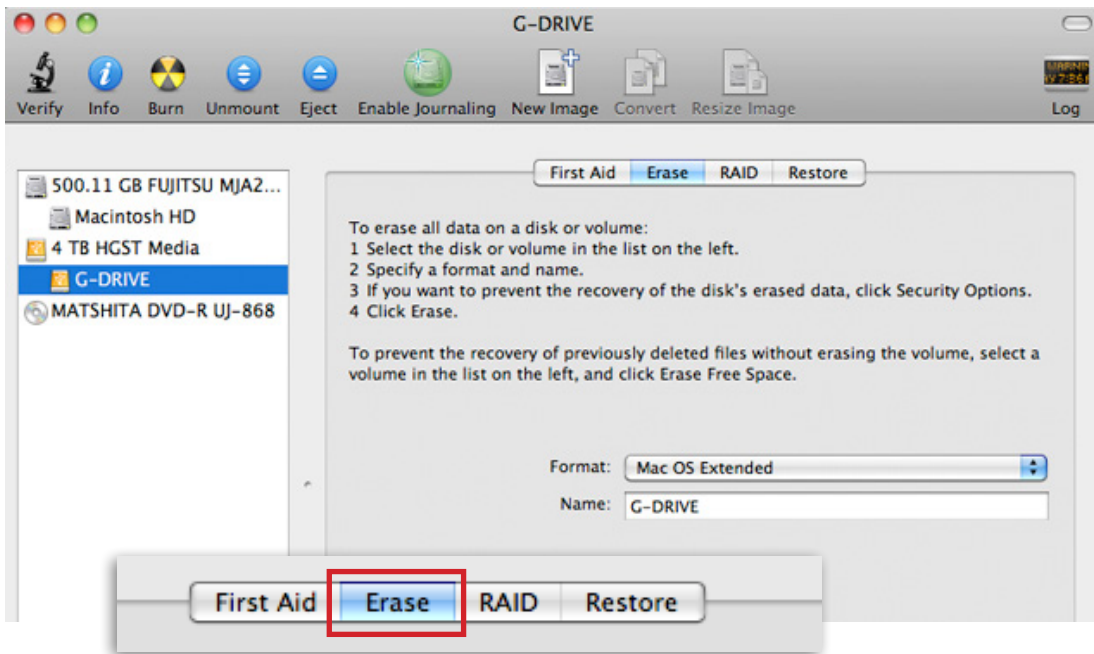 G-DRIVE
Verify Info Burn Unmount Eject Enable Journaling New Image Convert Resize Image Log
500.11 GB FUJITSU MJA2...
Macintosh HD
4 TB HGST Media
G-DRIVE
MATSHITA DVD-R UJ-868
First Aid Erase RAID Restore
To erase all data on a disk or volume:
1 Select the disk or volume in the list on the left.
2 Specify a format and name.
3 If you want to prevent the recovery of the disk's erased data, click Security Options.
4 Click Erase.
To prevent the recovery of previously deleted files without erasing the volume, select a
volume in the list on the left, and click Erase Free Space.
Format: Mac OS Extended
Name: G-DRIVE
First Aid Erase RAID Restore